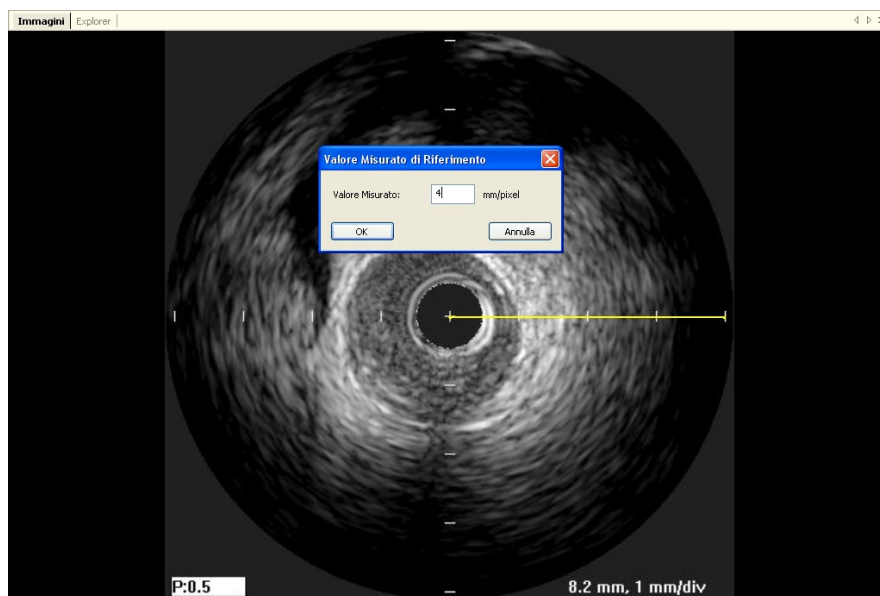 Immagini Explorer
Valore Misurato di Riferimento
Valore Misurato: 4 mm/pixel
OK Annulla
P:0.5 8.2 mm, 1 mm/div